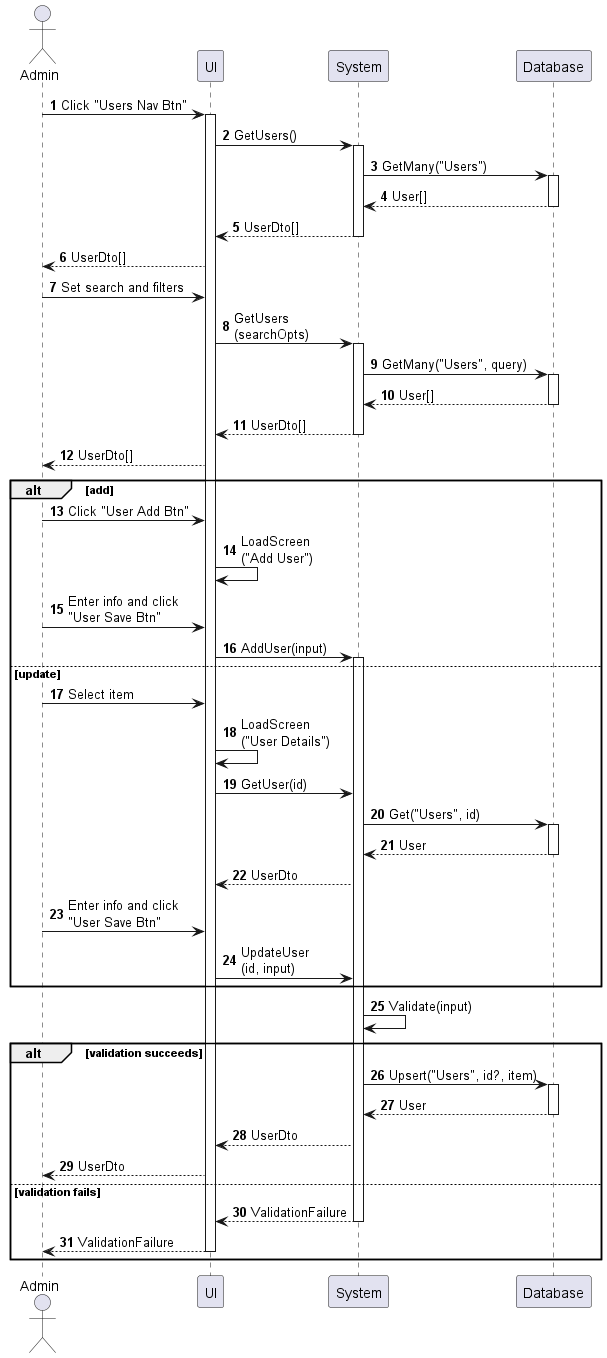 Admin
UI
System
Database
1 Click "Users Nav Btn"
2 GetUsers()
3 GetMany("Users")
4 User[]
5 UserDto[]
6 UserDto[]
7 Set search and filters
8 GetUsers
(searchOpts)
9 GetMany("Users", query)
10 User[]
11 UserDto[]
12 UserDto[]
alt [add]
13 Click "User Add Btn"
14 LoadScreen
("Add User")
15 Enter info and click
"User Save Btn"
16 AddUser(input)
[update]
17 Select item
18 LoadScreen
("User Details")
19 GetUser(id)
20 Get("Users", id)
21 User
22 UserDto
23 Enter info and click
"User Save Btn"
24 UpdateUser
(id, input)
25 Validate(input)
alt [validation succeeds]
26 Upsert("Users", id?, item)
27 User
28 UserDto
29 UserDto
[validation fails]
30 ValidationFailure
31 ValidationFailure
Admin
UI
System
Database